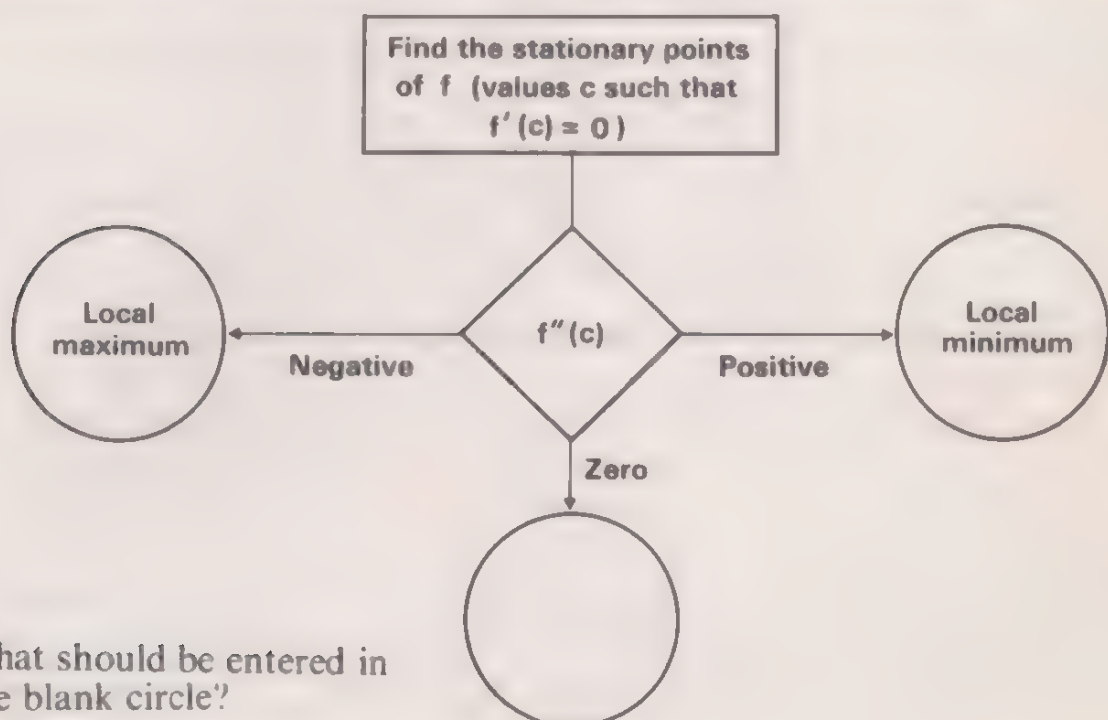 Find the stationary points
of f (values c such that
f′(c) = 0)
Local
maximum
Negative
f″(c)
Positive
Local
minimum
Zero
hat should be entered in
e blank circle?